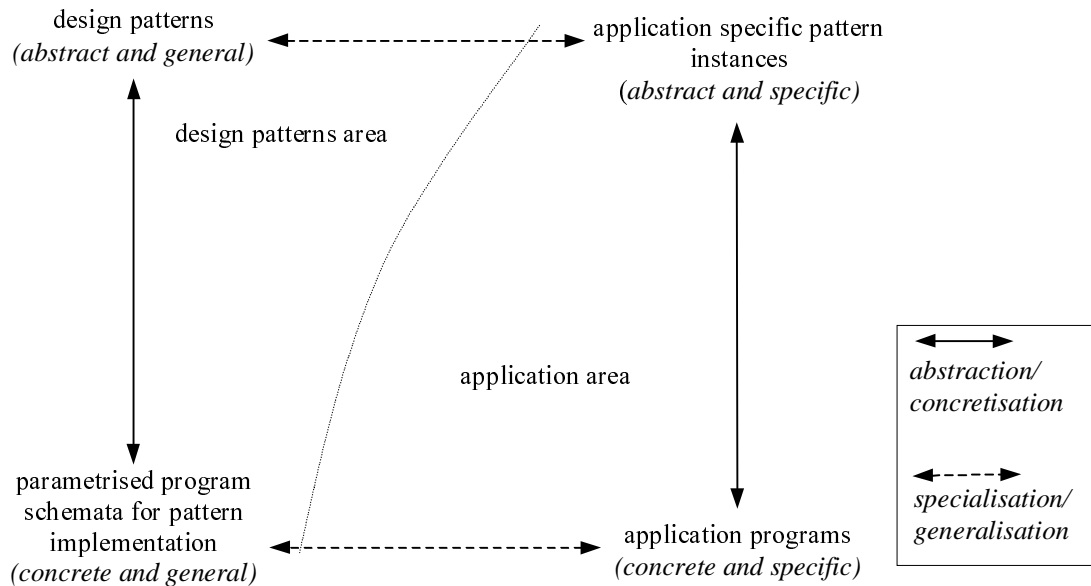 design patterns
(abstract and general)
application specific pattern
instances
(abstract and specific)
design patterns area
application area
abstraction/
concretisation
specialisation/
generalisation
parametrised program
schemata for pattern
implementation
(concrete and general)
application programs
(concrete and specific)